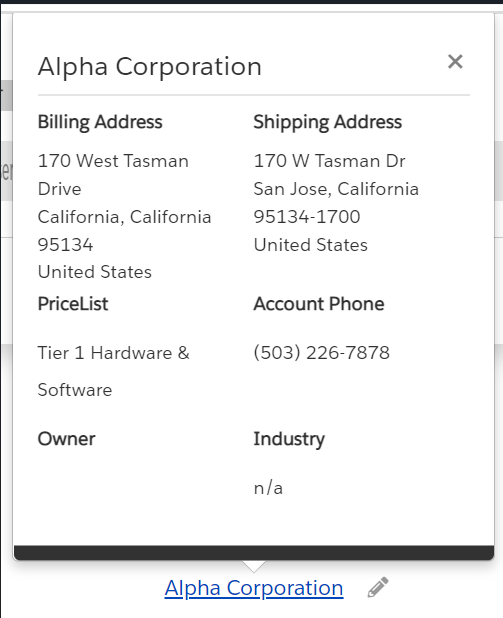 Alpha Corporation
Billing Address
170 West Tasman
Drive
California, California
95134
United States
Shipping Address
170 W Tasman Dr
San Jose, California
95134-1700
United States
PriceList
Tier 1 Hardware &
Software
Account Phone
(503) 226-7878
Owner
Industry
n/a
Alpha Corporation